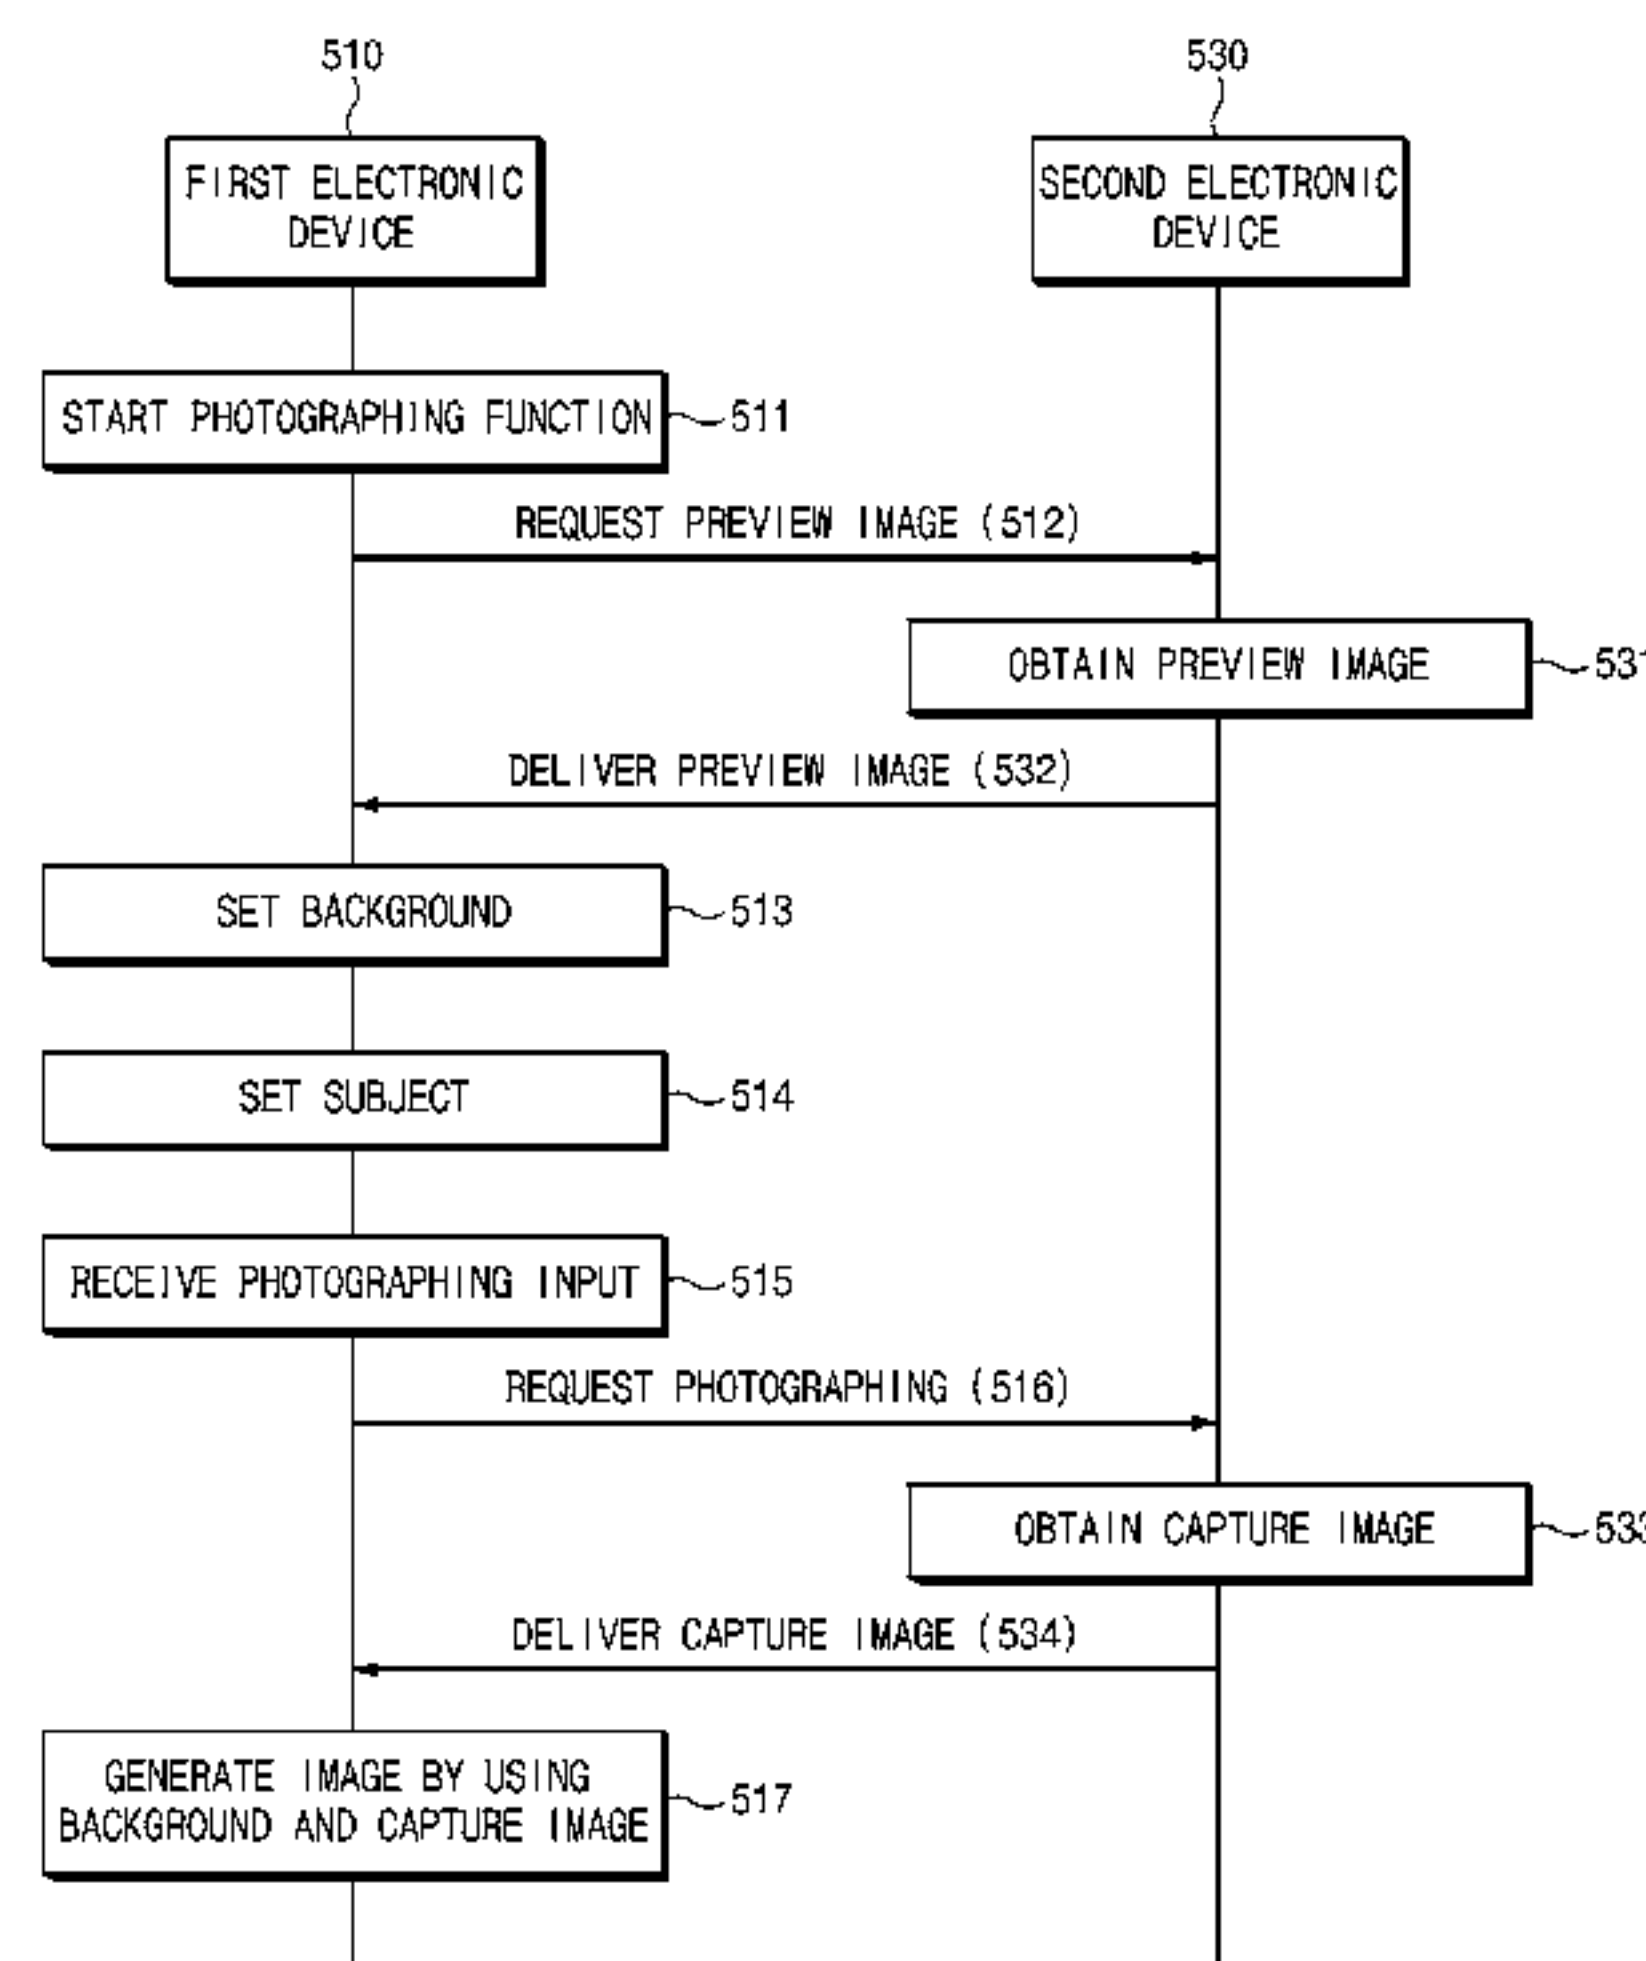 510
530
FIRST ELECTRONIC
DEVICE
SECOND ELECTRONIC
DEVICE
START PHOTOGRAPHING FUNCTION
511
REQUEST PREVIEW IMAGE (512)
OBTAIN PREVIEW IMAGE
531
DELIVER PREVIEW IMAGE (532)
SET BACKGROUND
513
SET SUBJECT
514
RECEIVE PHOTOGRAPHING INPUT
515
REQUEST PHOTOGRAPHING (516)
OBTAIN CAPTURE IMAGE
533
DELIVER CAPTURE IMAGE (534)
GENERATE IMAGE BY USING
BACKGROUND AND CAPTURE IMAGE
517